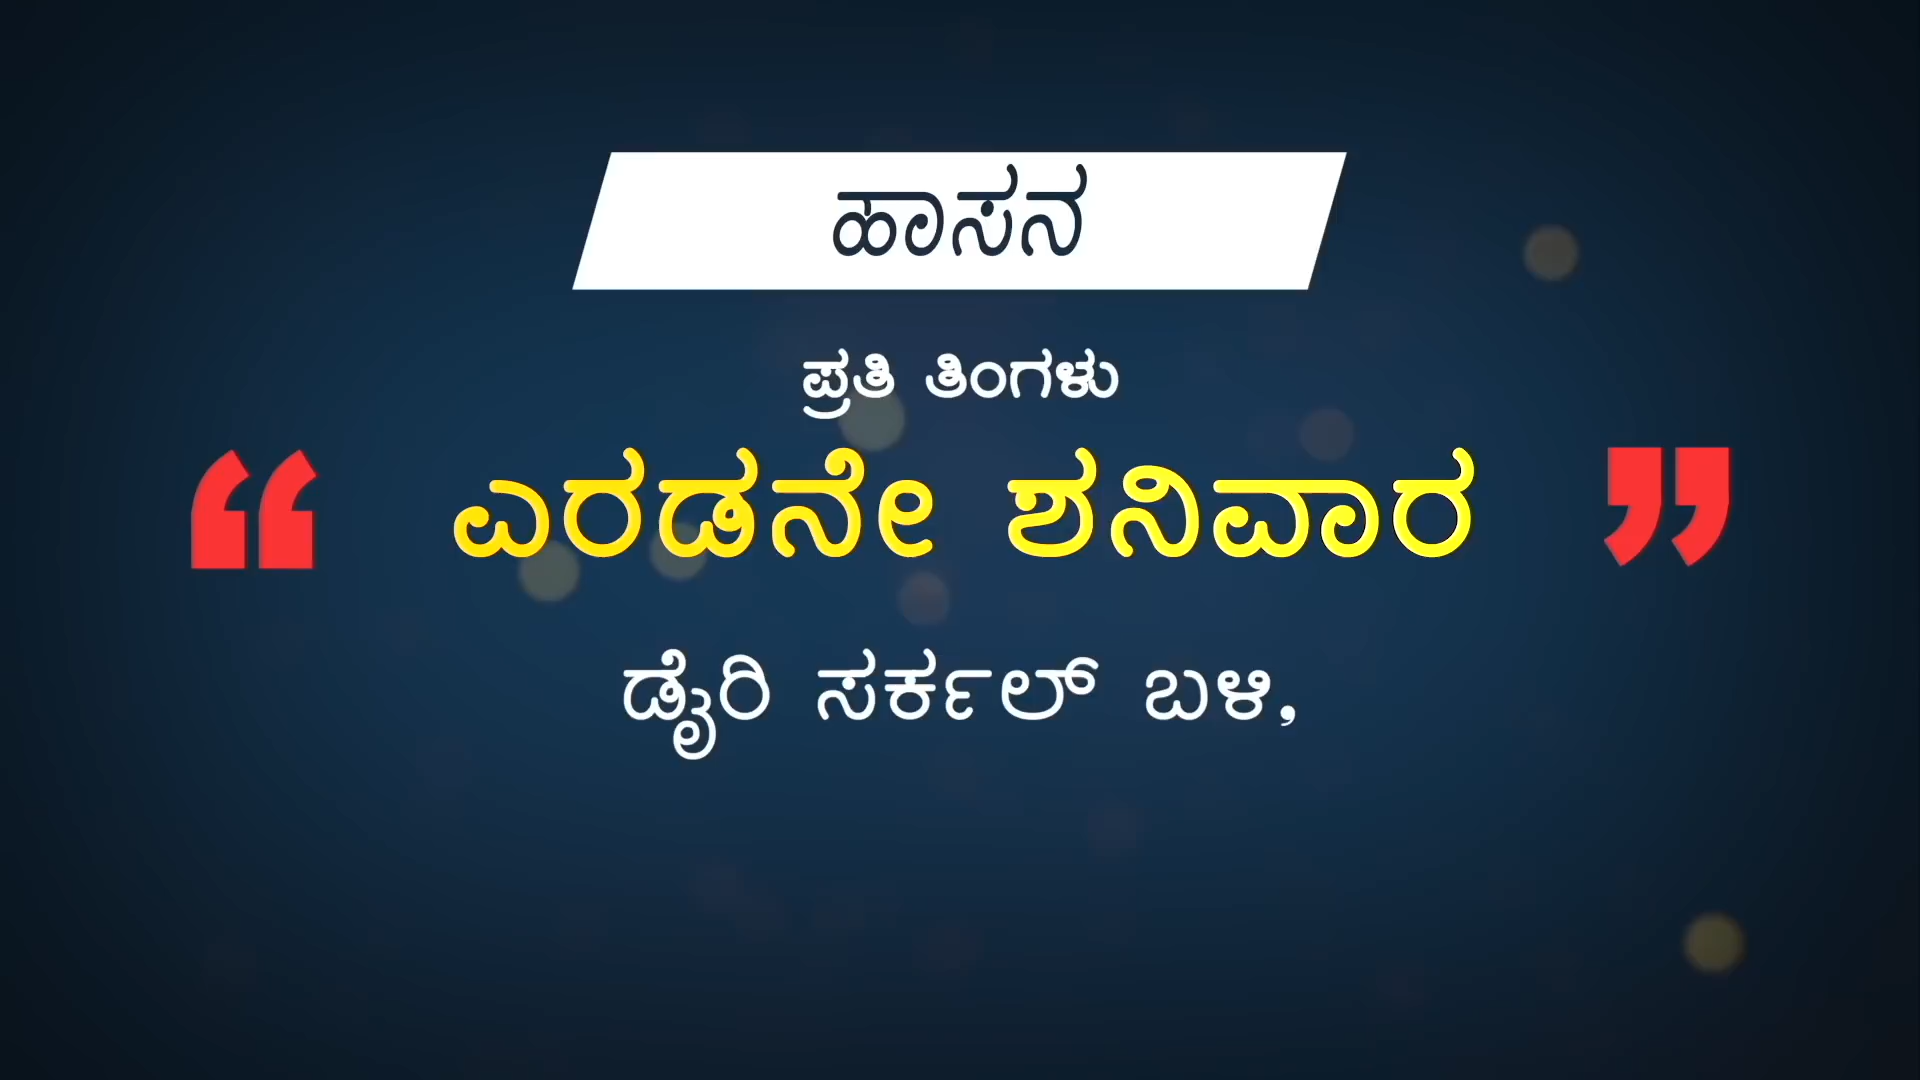 ಹಾಸನ
ಪ್ರತಿ ತಿಂಗಳು
“ ಎರಡನೇ ಶನಿವಾರ ”
ಡೈರಿ ಸರ್ಕಲ್ ಬಳಿ,